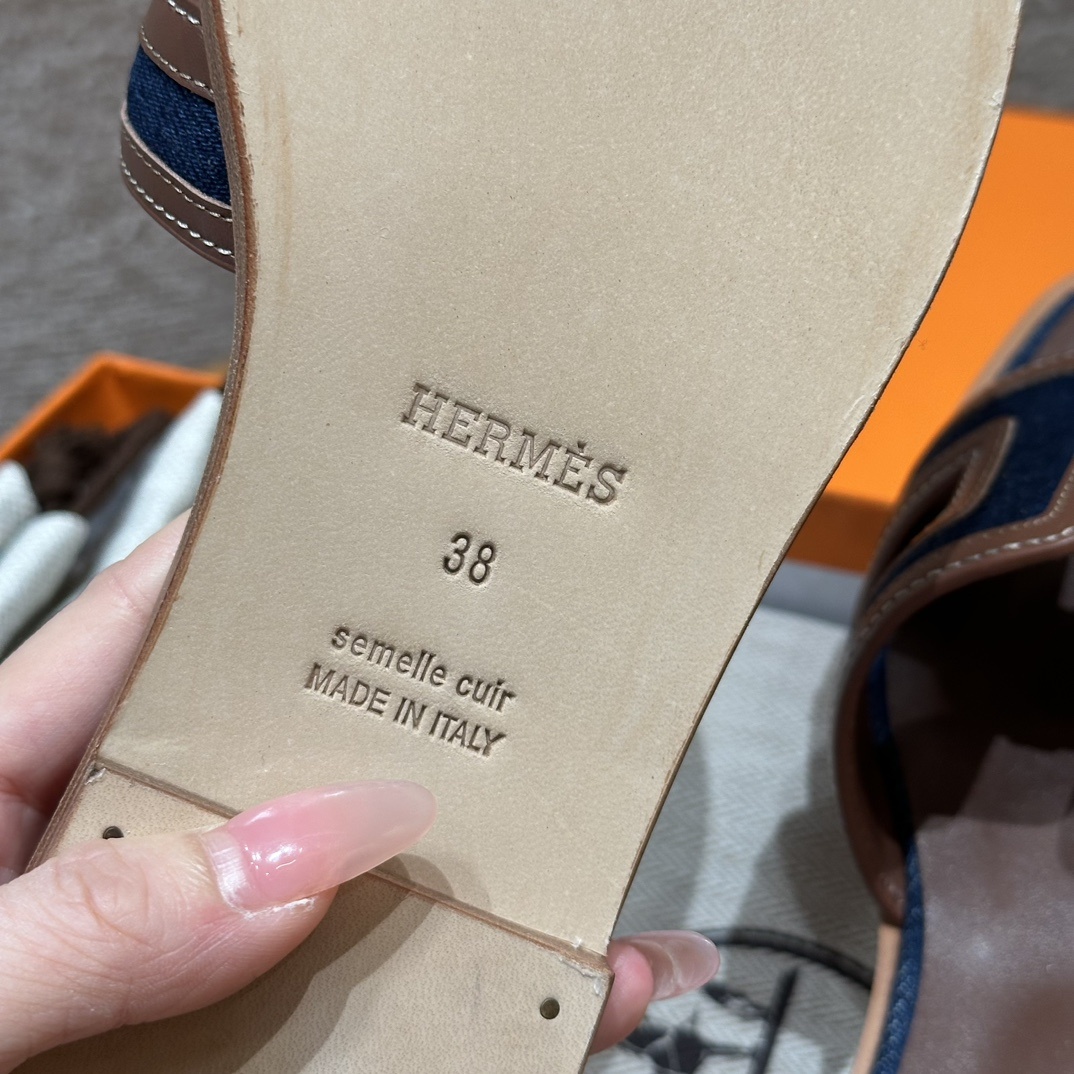 HERMÈS
38
semelle cuir
MADE IN ITALY